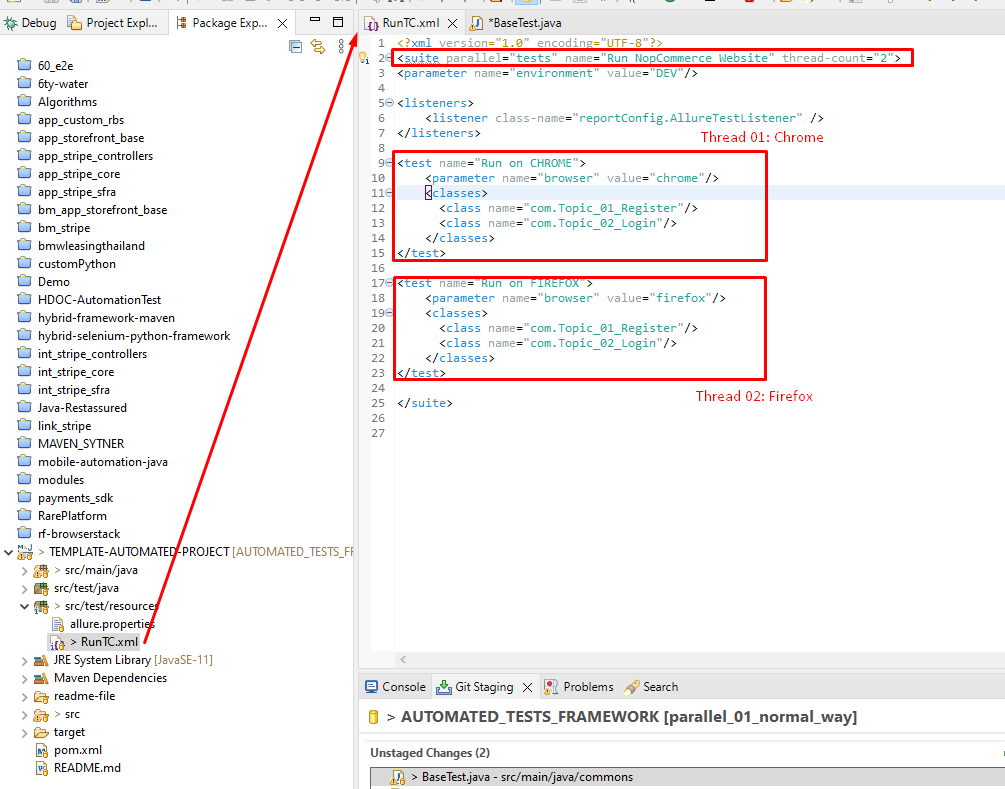 Debug
Project Expl...
Package Exp...
60_e2e
6ty-water
Algorithms
app_custom_rbs
app_storefront_base
app_stripe_controllers
app_stripe_core
app_stripe_sfra
bm_app_storefront_base
bm_stripe
bmwleasingthailand
customPython
Demo
HDOC-AutomationTest
hybrid-framework-maven
hybrid-selenium-python-framework
int_stripe_controllers
int_stripe_core
int_stripe_sfra
Java-Restassured
link_stripe
MAVEN_SYTNER
mobile-automation-java
modules
payments_sdk
RarePlatform
rf-browserstack
> TEMPLATE-AUTOMATED-PROJECT [AUTOMATED_TESTS_FF
> src/main/java
src/test/java
> src/test/resources
allure.properties
> RunTC.xml
JRE System Library [JavaSE-11]
Maven Dependencies
readme-file
> src
target
pom.xml
README.md
RunTC.xml
*BaseTest.java
1 <?xml version="1.0" encoding="UTF-8"?>
2 <suite parallel="tests" name="Run NopCommerce Website" thread-count="2">
3 <parameter name="environment" value="DEV"/>
4
5 <listeners>
6 <listener class-name="reportConfig.AllureTestListener" />
7 </listeners>
Thread 01: Chrome
8
9 <test name="Run on CHROME">
10 <parameter name="browser" value="chrome"/>
11 <classes>
12 <class name="com.Topic_01_Register"/>
13 <class name="com.Topic_02_Login"/>
14 </classes>
15 </test>
16
17 <test name="Run on FIREFOX">
18 <parameter name="browser" value="firefox"/>
19 <classes>
20 <class name="com.Topic_01_Register"/>
21 <class name="com.Topic_02_Login"/>
22 </classes>
23 </test>
24
Thread 02: Firefox
25 </suite>
26
27
Console
Git Staging
Problems
Search
> AUTOMATED_TESTS_FRAMEWORK [parallel_01_normal_way]
Unstaged Changes (2)
> BaseTest.java - src/main/java/commons